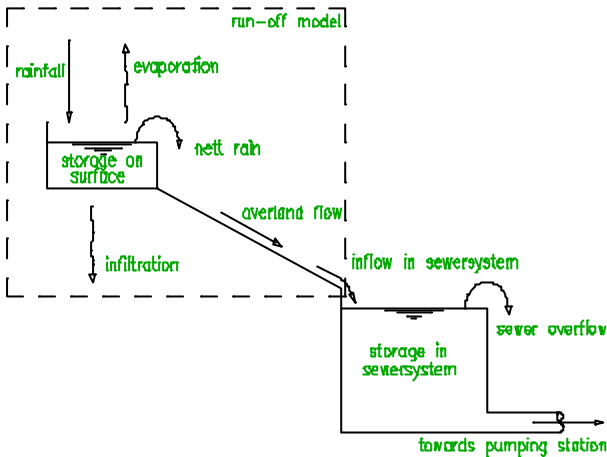 run-off model
rainfall
evaporation
nett rain
storage on
surface
overland flow
infiltration
inflow in sewersystem
sewer overflow
storage in
sewersystem
towards pumping station